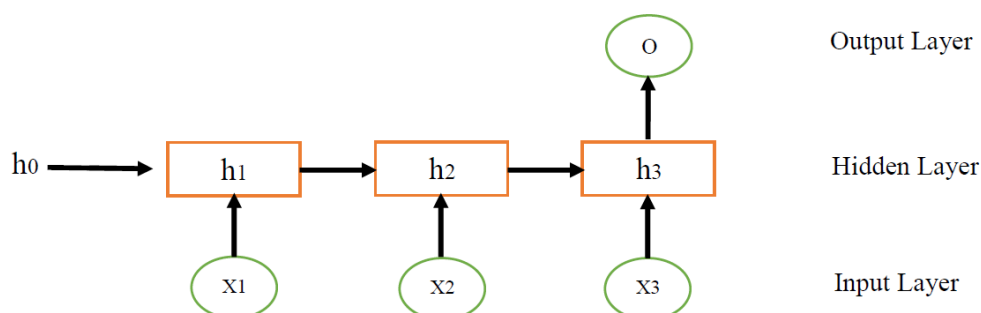 O Output Layer
h0 h1 h2 h3 Hidden Layer
X1 X2 X3 Input Layer